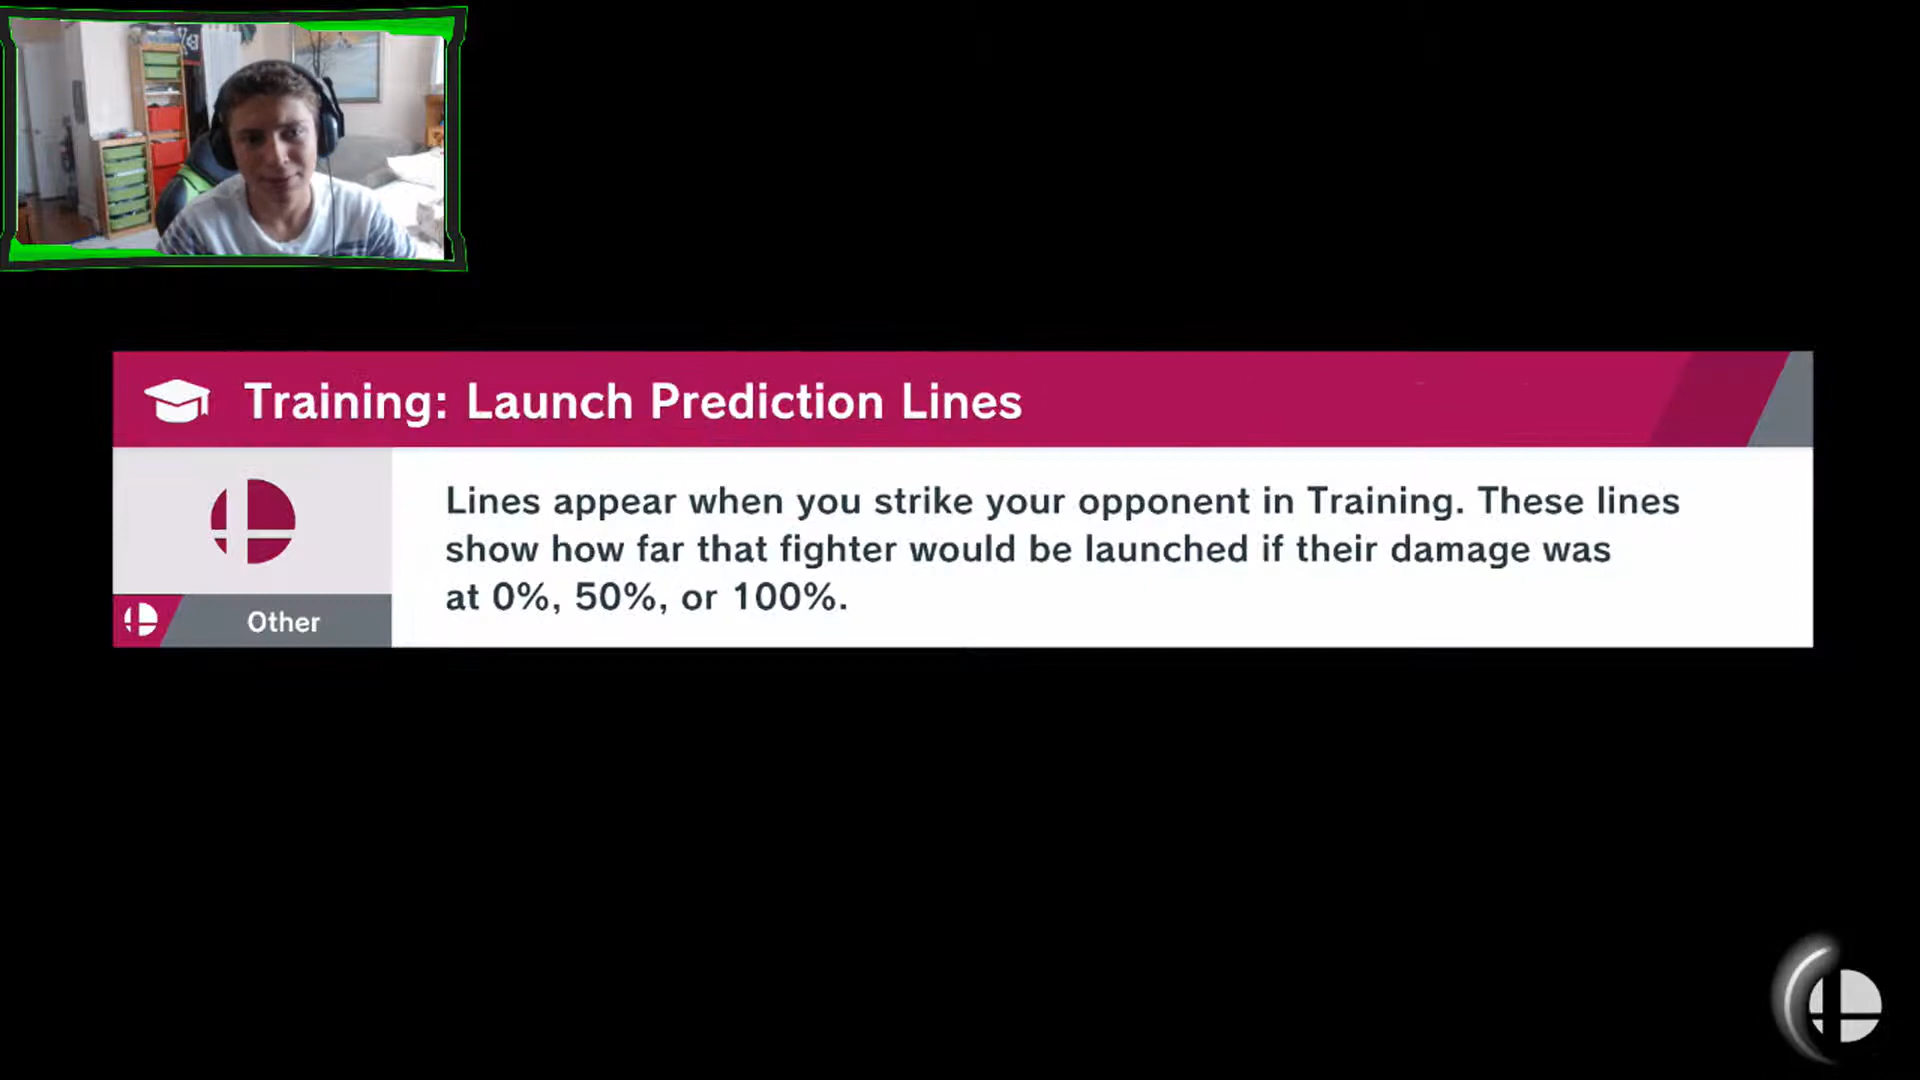 Training: Launch Prediction Lines
Lines appear when you strike your opponent in Training. These lines
show how far that fighter would be launched if their damage was
at 0%, 50%, or 100%.
Other